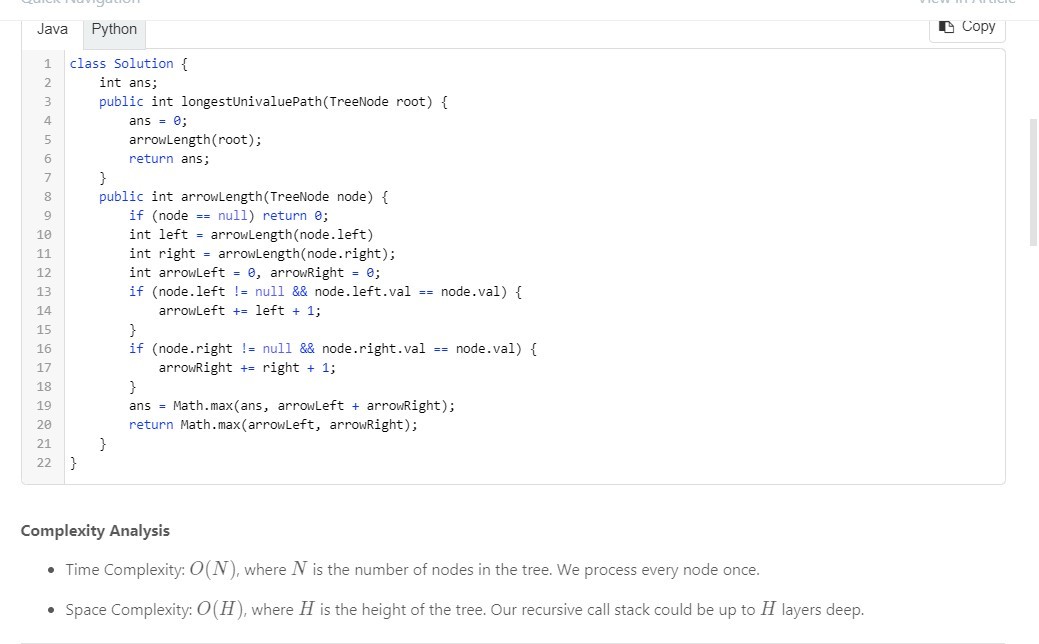 Quick Navigation View in Article
Java Python Copy
1 class Solution {
2 int ans;
3 public int longestUnivaluePath(TreeNode root) {
4 ans = 0;
5 arrowLength(root);
6 return ans;
7 }
8 public int arrowLength(TreeNode node) {
9 if (node == null) return 0;
10 int left = arrowLength(node.left)
11 int right = arrowLength(node.right);
12 int arrowLeft = 0, arrowRight = 0;
13 if (node.left != null && node.left.val == node.val) {
14 arrowLeft += left + 1;
15 }
16 if (node.right != null && node.right.val == node.val) {
17 arrowRight += right + 1;
18 }
19 ans = Math.max(ans, arrowLeft + arrowRight);
20 return Math.max(arrowLeft, arrowRight);
21 }
22 }
Complexity Analysis
• Time Complexity: O(N), where N is the number of nodes in the tree. We process every node once.
• Space Complexity: O(H), where H is the height of the tree. Our recursive call stack could be up to H layers deep.